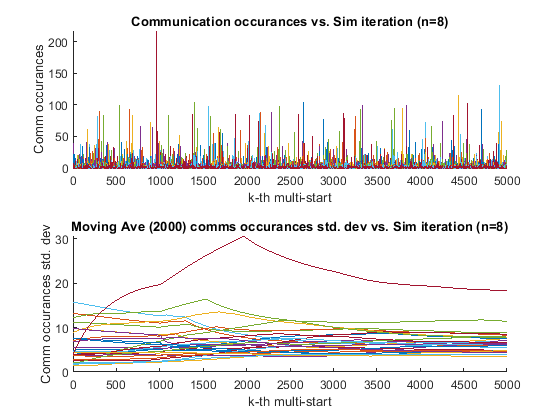 Communication occurances vs. Sim iteration (n=8)
Comm occurances
200
150
100
50
0
0 500 1000 1500 2000 2500 3000 3500 4000 4500 5000
k-th multi-start
Moving Ave (2000) comms occurances std. dev vs. Sim iteration (n=8)
Comm occurances std. dev
30
20
10
0
0 500 1000 1500 2000 2500 3000 3500 4000 4500 5000
k-th multi-start